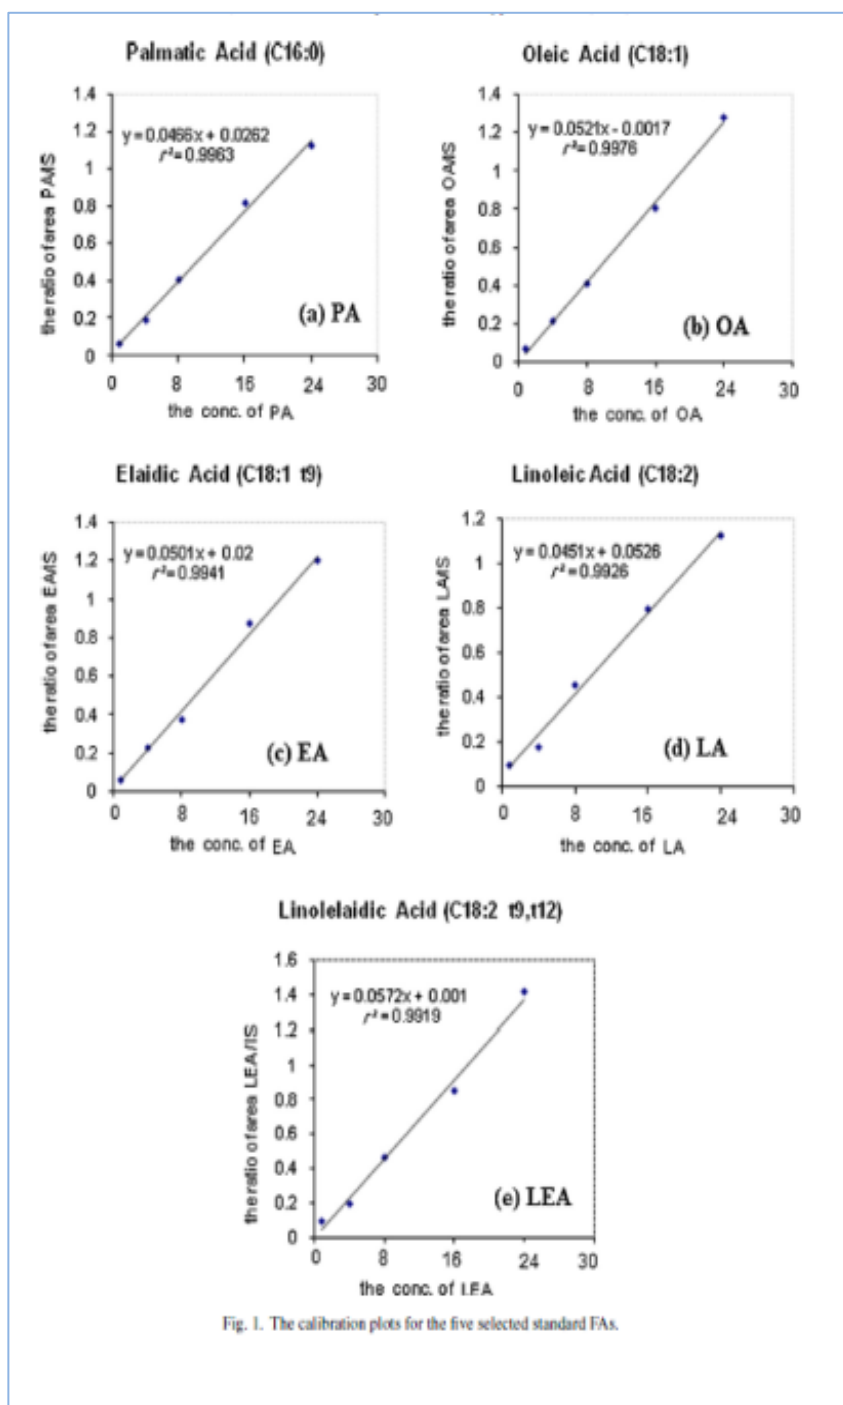 Palmatic Acid (C16:0)
the ratio of area PA/IS
1.4
1.2
1
0.8
0.6
0.4
0.2
0
y = 0.0466x + 0.0262
r² = 0.9963
(a) PA
0 8 16 24 30
the conc. of PA
Oleic Acid (C18:1)
the ratio of area OA/IS
1.4
1.2
1
0.8
0.6
0.4
0.2
0
y = 0.0521x - 0.0017
r² = 0.9976
(b) OA
0 8 16 24 30
the conc. of OA
Elaidic Acid (C18:1 t9)
the ratio of area EA/IS
1.4
1.2
1
0.8
0.6
0.4
0.2
0
y = 0.0501x + 0.02
r² = 0.9941
(c) EA
0 8 16 24 30
the conc. of EA
Linoleic Acid (C18:2)
the ratio of area LA/IS
1.2
1
0.8
0.6
0.4
0.2
0
y = 0.0451x + 0.0526
r² = 0.9926
(d) LA
0 8 16 24 30
the conc. of LA
Linolelaidic Acid (C18:2 t9,t12)
the ratio of area LEA/IS
1.6
1.4
1.2
1
0.8
0.6
0.4
0.2
0
y = 0.0572x + 0.001
r² = 0.9919
(e) LEA
0 8 16 24 30
the conc. of LEA
Fig. 1. The calibration plots for the five selected standard FAs.